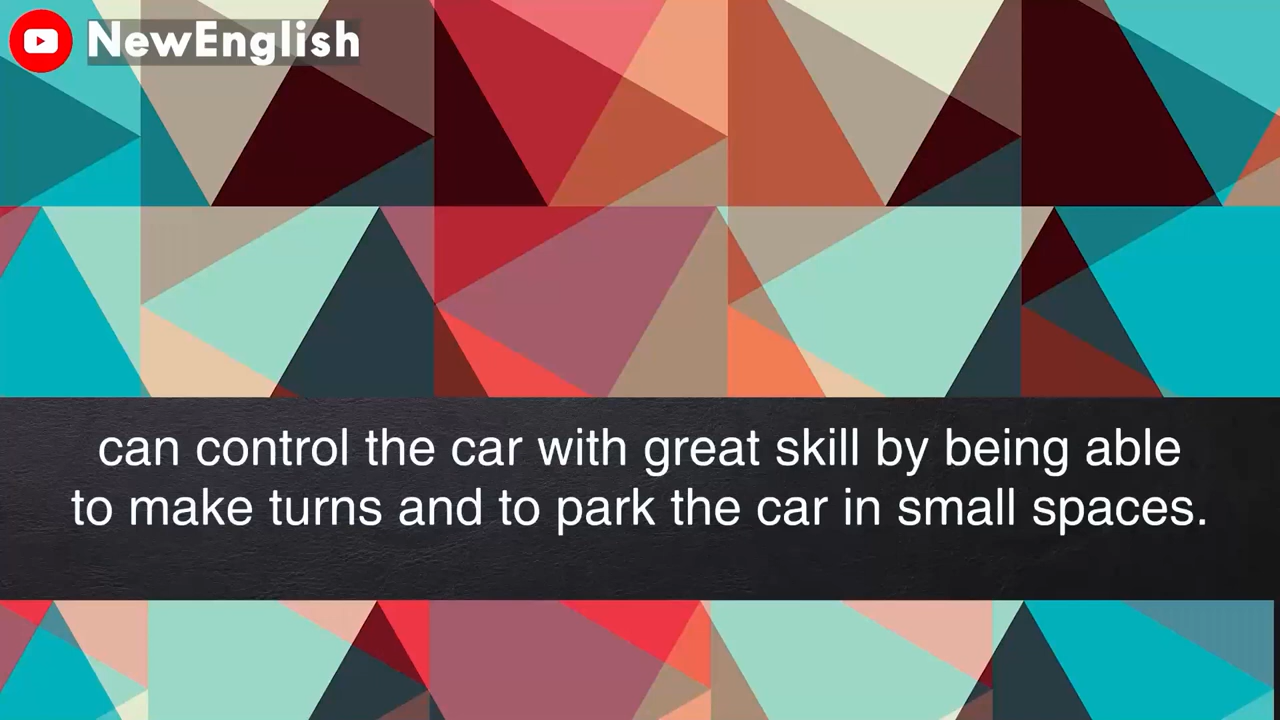 NewEnglish
can control the car with great skill by being able
to make turns and to park the car in small spaces.